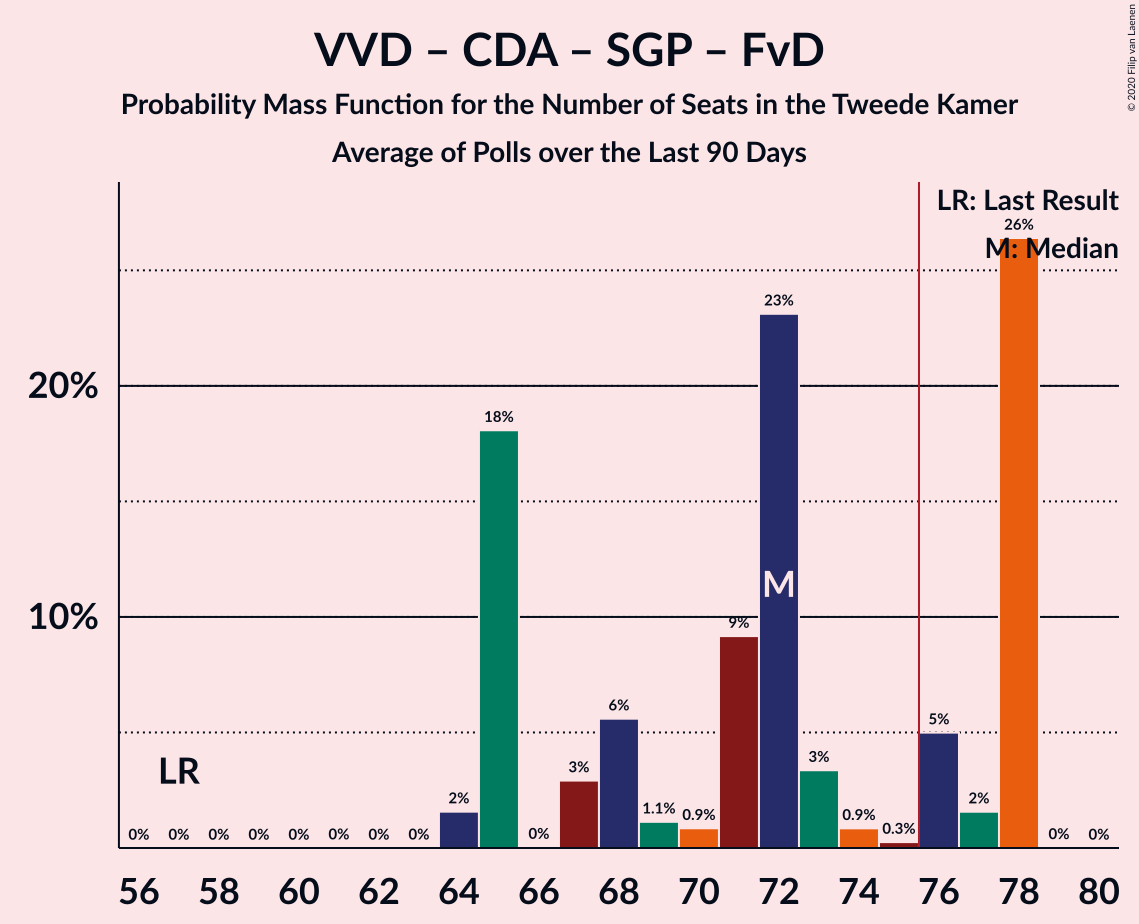 VVD – CDA – SGP – FvD
Probability Mass Function for the Number of Seats in the Tweede Kamer
Average of Polls over the Last 90 Days
© 2020 Filip van Laenen
LR: Last Result
M: Median
20%
10%
LR
M
0% 0% 0% 0% 0% 0% 0% 0% 2% 18% 0% 3% 6% 1.1% 0.9% 9% 23% 3% 0.9% 0.3% 5% 2% 26% 0% 0%
56 58 60 62 64 66 68 70 72 74 76 78 80